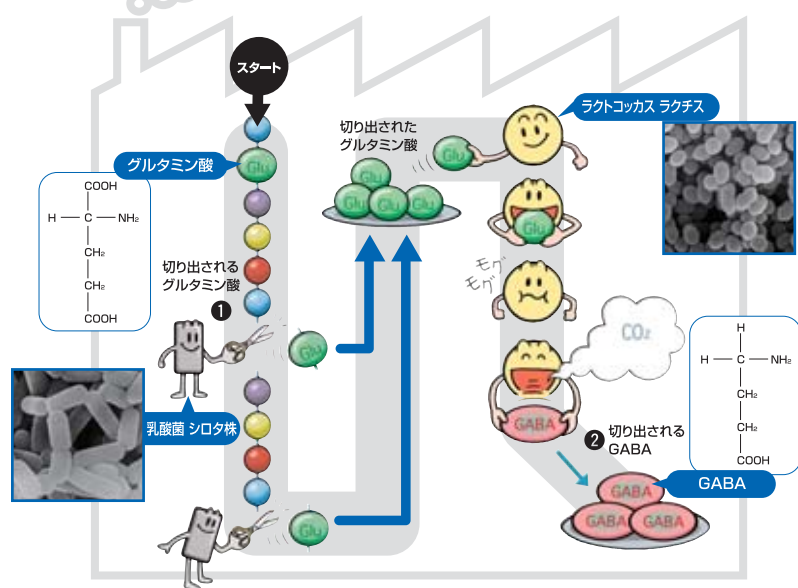 スタート
グルタミン酸
Glu
COOH
H — C — NH₂
CH₂
CH₂
COOH
切り出される
グルタミン酸
❶
Glu
乳酸菌 シロタ株
Glu
切り出された
グルタミン酸
Glu
Glu
Glu
Glu
Glu
ラクトコッカス ラクチス
Glu
モグ
モグ
CO₂
GABA
❷ 切り出される
GABA
H
H — C — NH₂
CH₂
CH₂
COOH
GABA
GABA
GABA
GABA